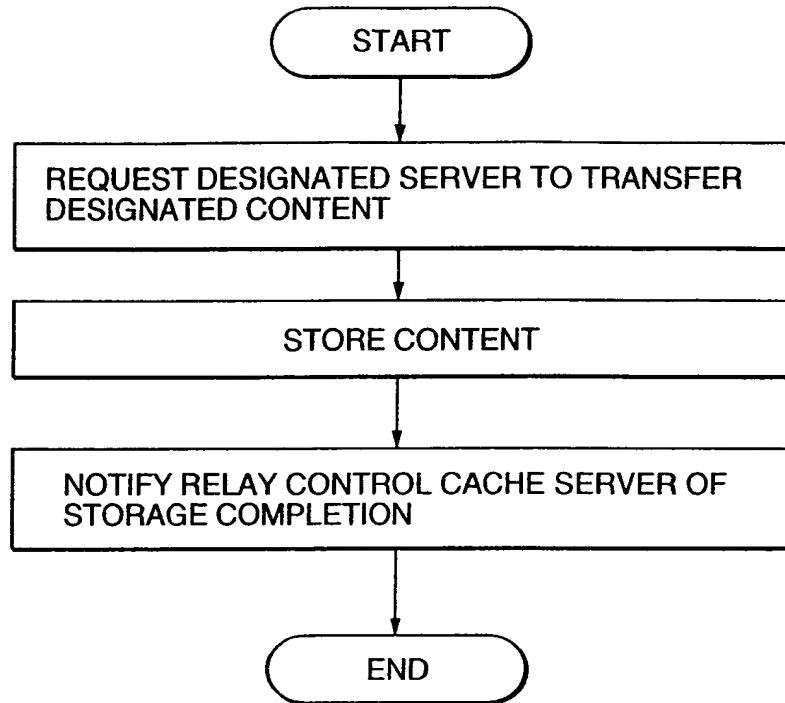 START
REQUEST DESIGNATED SERVER TO TRANSFER
DESIGNATED CONTENT
STORE CONTENT
NOTIFY RELAY CONTROL CACHE SERVER OF
STORAGE COMPLETION
END